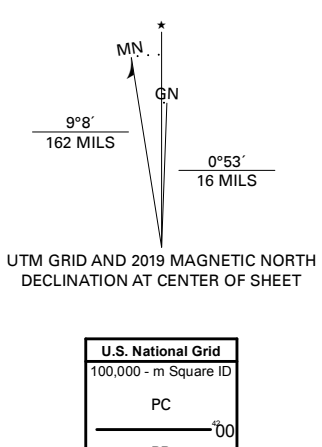 MN
GN
9°8´
162 MILS
0°53´
16 MILS
UTM GRID AND 2019 MAGNETIC NORTH
DECLINATION AT CENTER OF SHEET
U.S. National Grid
100,000 - m Square ID
PC
4200